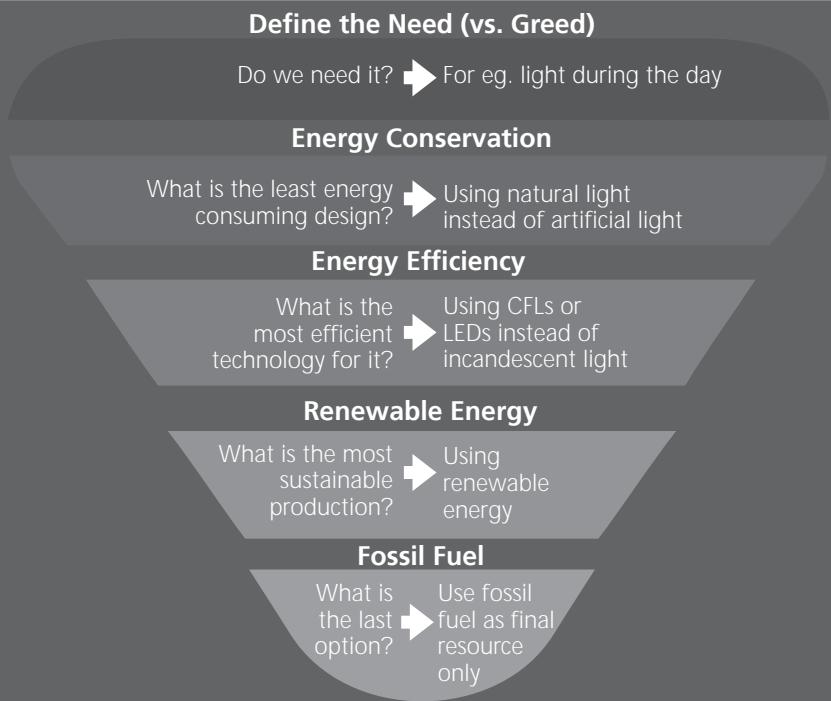 Define the Need (vs. Greed)
Do we need it? For eg. light during the day
Energy Conservation
What is the least energy
consuming design?
Using natural light
instead of artificial light
Energy Efficiency
What is the
most efficient
technology for it?
Using CFLs or
LEDs instead of
incandescent light
Renewable Energy
What is the most
sustainable
production?
Using
renewable
energy
Fossil Fuel
What is
the last
option?
Use fossil
fuel as final
resource
only